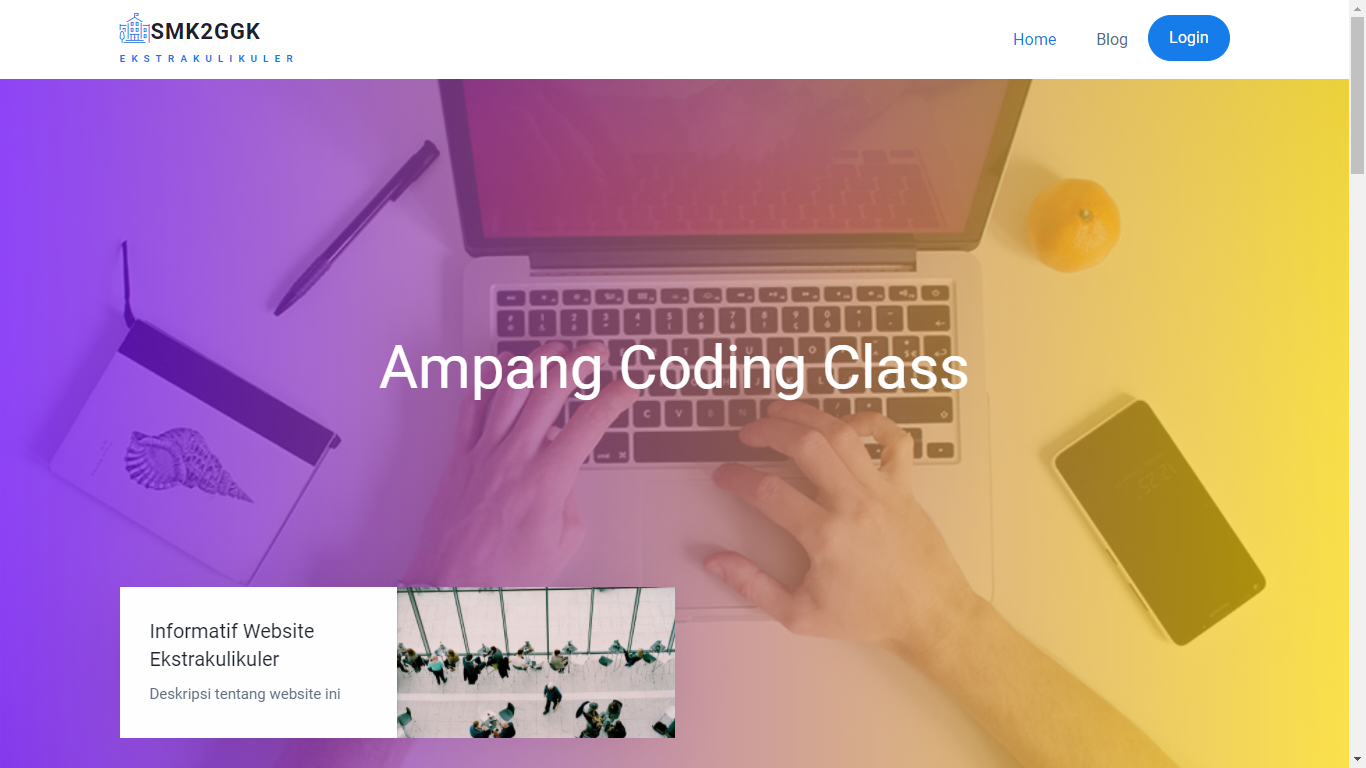 SMK2GGK
EKSTRAKULIKULER
Home
Blog
Login
Ampang Coding Class
Informatif Website
Ekstrakulikuler
Deskripsi tentang website ini